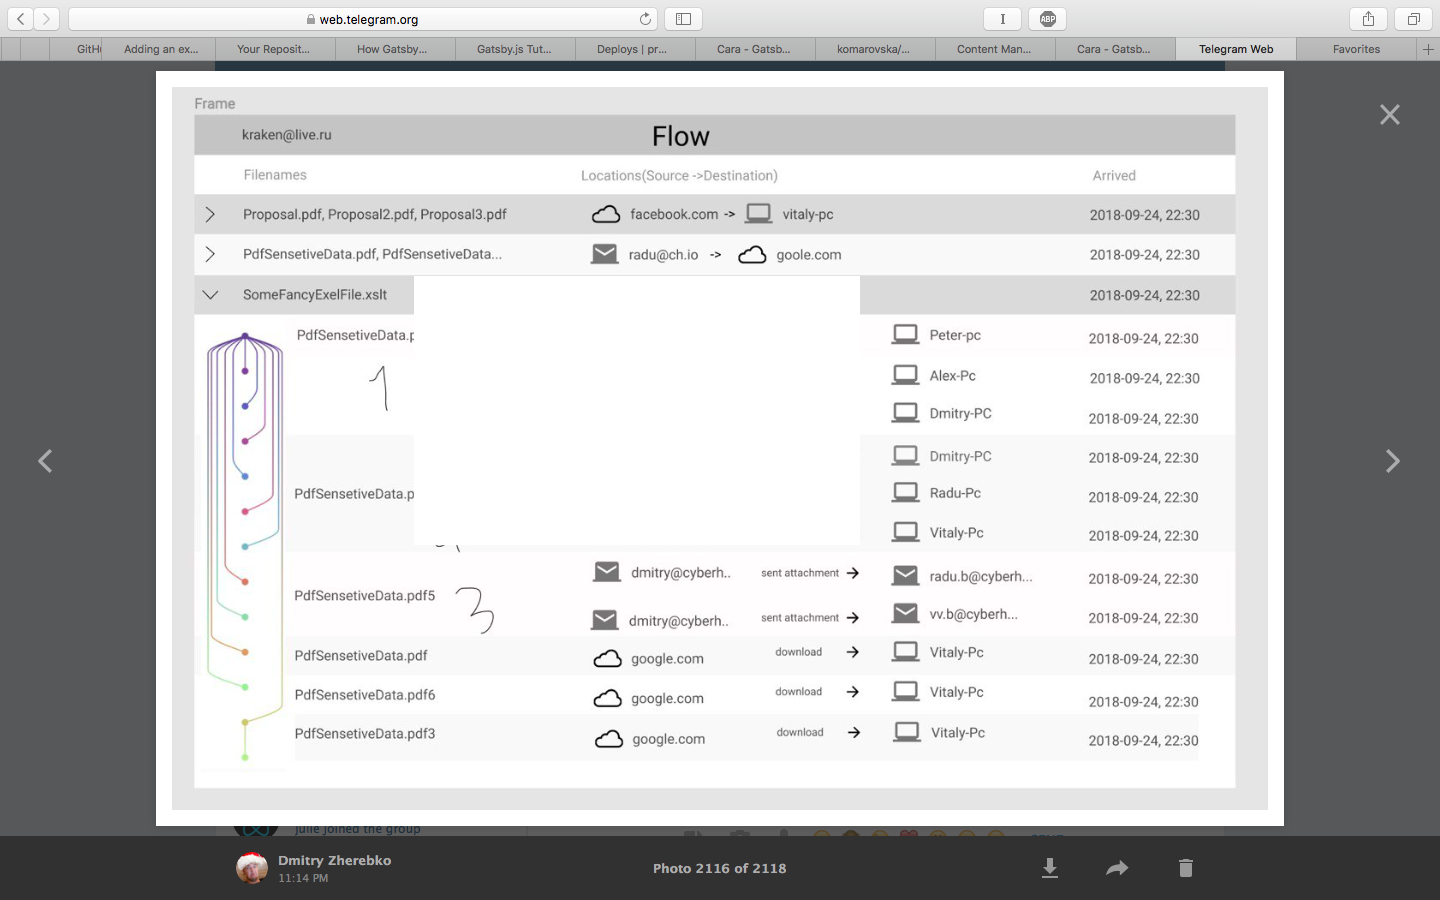 web.telegram.org
ABP
GitHu
Adding an ex...
Your Reposit...
How Gatsby...
Gatsby.js Tut...
Deploys | pr...
Cara - Gatsb...
komarovska/...
Content Man...
Cara - Gatsb...
Telegram Web
Favorites
Frame
kraken@live.ru
Flow
Filenames
Locations(Source ->Destination)
Arrived
Proposal.pdf, Proposal2.pdf, Proposal3.pdf facebook.com -> vitaly-pc 2018-09-24, 22:30
PdfSensetiveData.pdf, PdfSensetiveData... radu@ch.io -> goole.com 2018-09-24, 22:30
SomeFancyExelFile.xslt 2018-09-24, 22:30
PdfSensetiveData.p Peter-pc 2018-09-24, 22:30
1 Alex-Pc 2018-09-24, 22:30
Dmitry-PC 2018-09-24, 22:30
Dmitry-PC 2018-09-24, 22:30
PdfSensetiveData.p Radu-Pc 2018-09-24, 22:30
Vitaly-Pc 2018-09-24, 22:30
dmitry@cyberh.. sent attachment radu.b@cyberh... 2018-09-24, 22:30
PdfSensetiveData.pdf5 3
dmitry@cyberh.. sent attachment vv.b@cyberh... 2018-09-24, 22:30
PdfSensetiveData.pdf google.com download Vitaly-Pc 2018-09-24, 22:30
PdfSensetiveData.pdf6 google.com download Vitaly-Pc 2018-09-24, 22:30
PdfSensetiveData.pdf3 google.com download Vitaly-Pc 2018-09-24, 22:30
julie joined the group
Dmitry Zherebko
11:14 PM
Photo 2116 of 2118